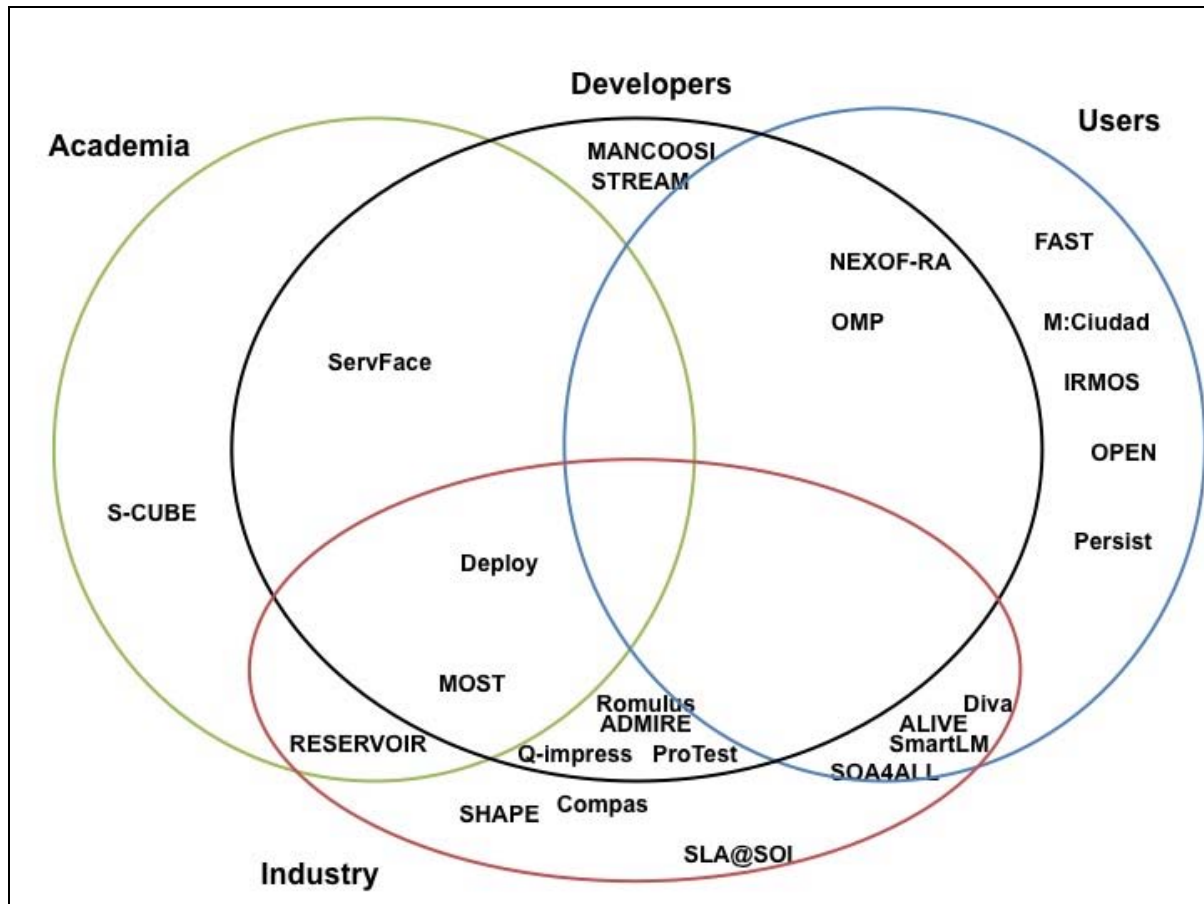 Developers
Academia
Users
MANCOOSI
STREAM
FAST
NEXOF-RA
OMP
M:Ciudad
ServFace
IRMOS
OPEN
S-CUBE
Persist
Deploy
MOST
Romulus
Diva
ADMIRE
ALIVE
RESERVOIR
Q-impress
ProTest
SmartLM
SOA4ALL
SHAPE
Compas
SLA@SOI
Industry